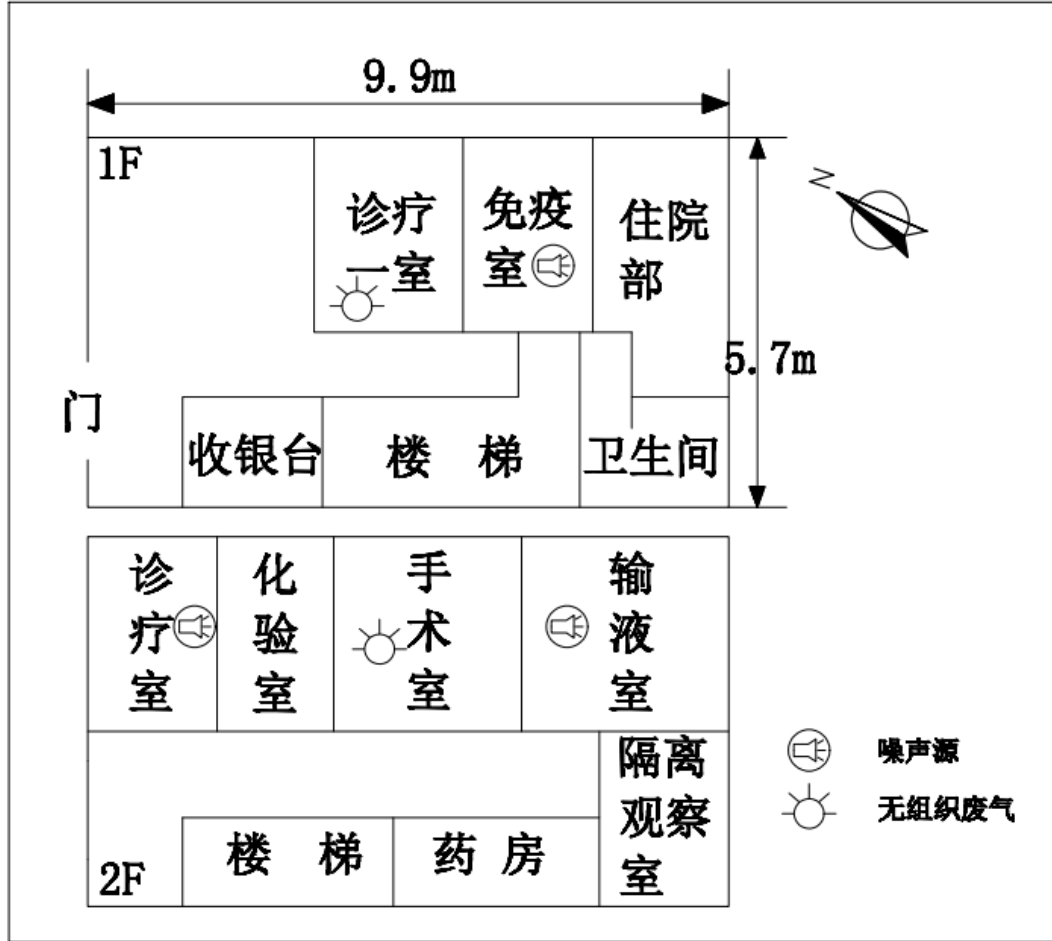 9.9m
1F
诊疗
一室
免疫
室
住院
部
N
5.7m
门
收银台
楼 梯
卫生间
诊
疗
室
化
验
室
手
术
室
输
液
室
隔离
观察
室
噪声源
无组织废气
楼 梯
药 房
2F